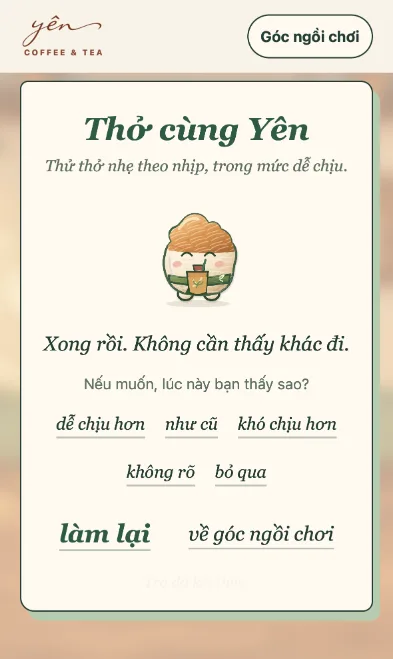 yên
COFFEE & TEA
Góc ngồi chơi
Thở cùng Yên
Thử thở nhẹ theo nhịp, trong mức dễ chịu.
Xong rồi. Không cần thấy khác đi.
Nếu muốn, lúc này bạn thấy sao?
dễ chịu hơn như cũ khó chịu hơn
không rõ bỏ qua
làm lại về góc ngồi chơi